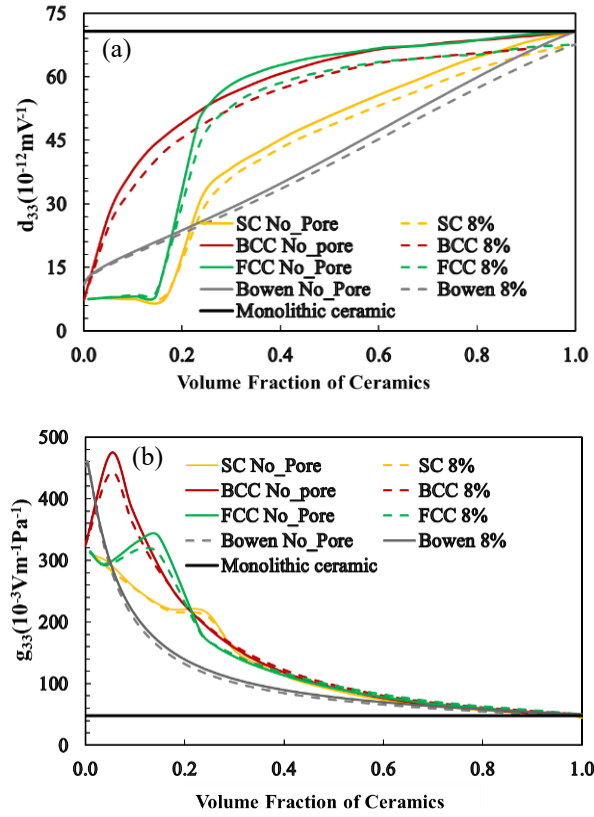 75
(a)
60
45
30
15
0
d33(10-12mV-1)
SC No_Pore
SC 8%
BCC No_pore
BCC 8%
FCC No_Pore
FCC 8%
Bowen No_Pore
Bowen 8%
Monolithic ceramic
0.0 0.2 0.4 0.6 0.8 1.0
Volume Fraction of Ceramics
500
(b)
400
300
200
100
0
g33(10-3Vm-1Pa-1)
SC No_Pore
SC 8%
BCC No_pore
BCC 8%
FCC No_Pore
FCC 8%
Bowen No_Pore
Bowen 8%
Monolithic ceramic
0.0 0.2 0.4 0.6 0.8 1.0
Volume Fraction of Ceramics